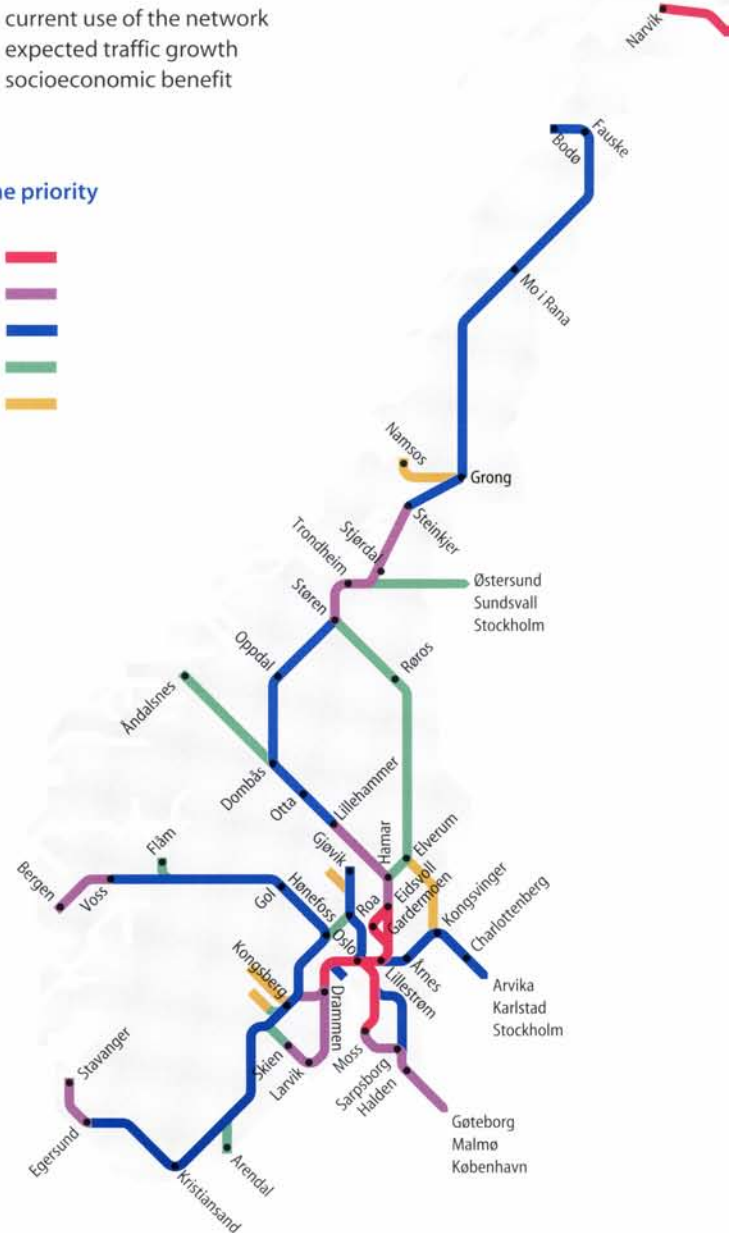 current use of the network
expected traffic growth
socioeconomic benefit
ne priority
Narvik
Fauske
Bodø
Mo i Rana
Namsos
Grong
Steinkjer
Stjørdal
Trondheim
Østersund
Sundsvall
Stockholm
Støren
Oppdal
Røros
Åndalsnes
Dombås
Otta
Lillehammer
Hamar
Elverum
Gjøvik
Flåm
Bergen
Voss
Gol
Hønefoss
Roa
Eidsvoll
Gardermoen
Kongsvinger
Charlottenberg
Oslo
Årnes
Lillestrøm
Arvika
Karlstad
Stockholm
Kongsberg
Drammen
Skien
Larvik
Moss
Sarpsborg
Halden
Gøteborg
Malmø
København
Stavanger
Egersund
Arendal
Kristiansand